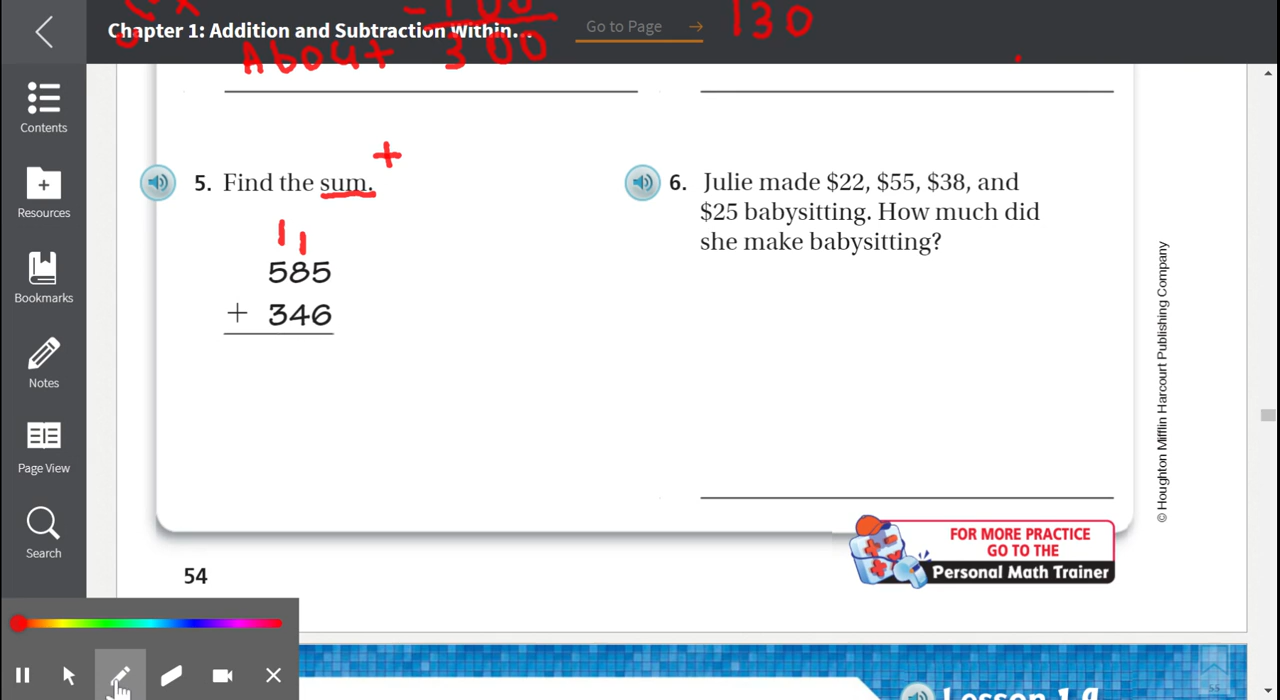 Chapter 1: Addition and Subtraction Within...
Go to Page
- 100
130
About 300
Contents
Resources
Bookmarks
Notes
Page View
Search
+
5. Find the sum.
1 1
585
+ 346
6. Julie made $22, $55, $38, and
$25 babysitting. How much did
she make babysitting?
© Houghton Mifflin Harcourt Publishing Company
FOR MORE PRACTICE
GO TO THE
Personal Math Trainer
54
55